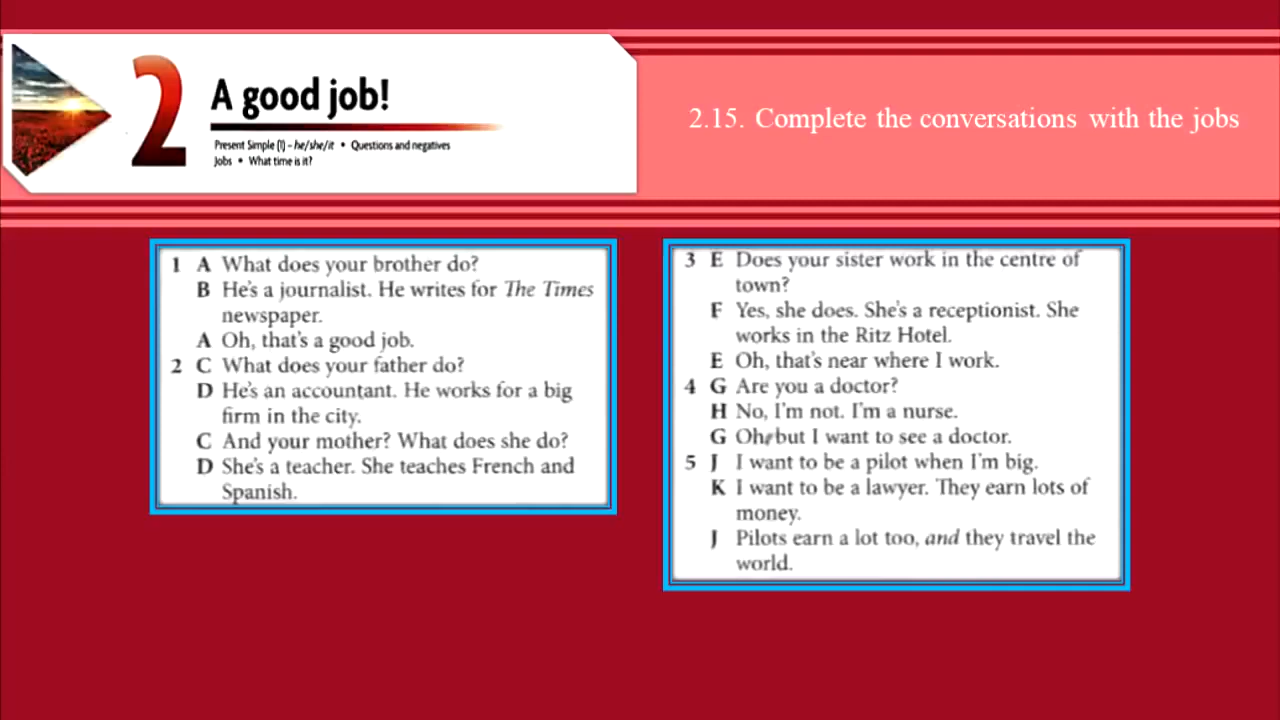 2
A good job!
Present Simple (1) – he/she/it • Questions and negatives
Jobs • What time is it?
2.15. Complete the conversations with the jobs
1 A What does your brother do?
B He's a journalist. He writes for The Times
newspaper.
A Oh, that's a good job.
2 C What does your father do?
D He's an accountant. He works for a big
firm in the city.
C And your mother? What does she do?
D She's a teacher. She teaches French and
Spanish.
3 E Does your sister work in the centre of
town?
F Yes, she does. She's a receptionist. She
works in the Ritz Hotel.
E Oh, that's near where I work.
4 G Are you a doctor?
H No, I'm not. I'm a nurse.
G Oh, but I want to see a doctor.
5 J I want to be a pilot when I'm big.
K I want to be a lawyer. They earn lots of
money.
J Pilots earn a lot too, and they travel the
world.